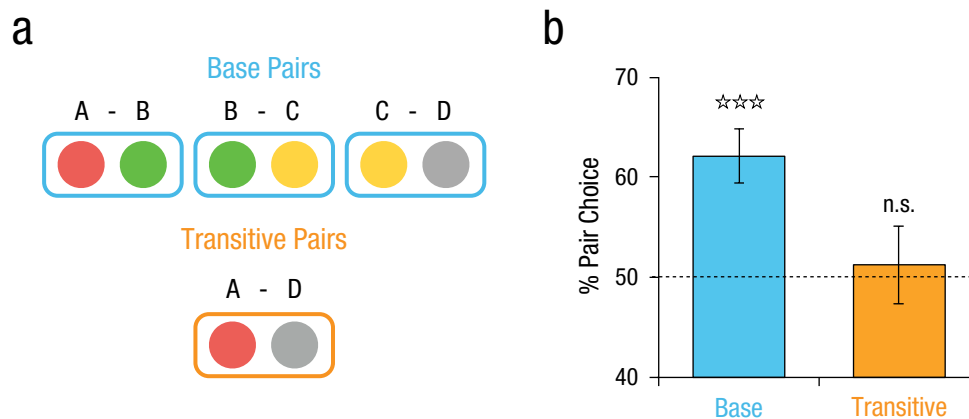 a
Base Pairs
A - B
B - C
C - D
Transitive Pairs
A - D
b
% Pair Choice
70
60
50
40
☆☆☆
n.s.
Base
Transitive